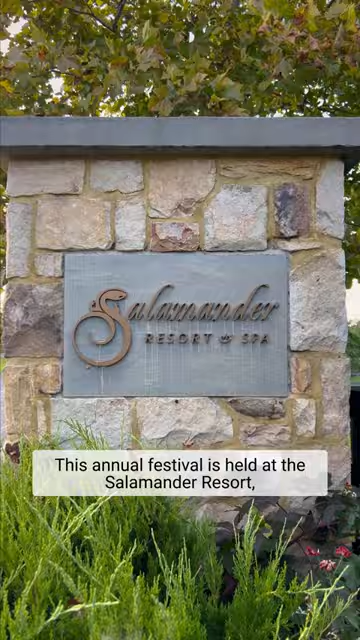 Salamander
RESORT & SPA
This annual festival is held at the
Salamander Resort,